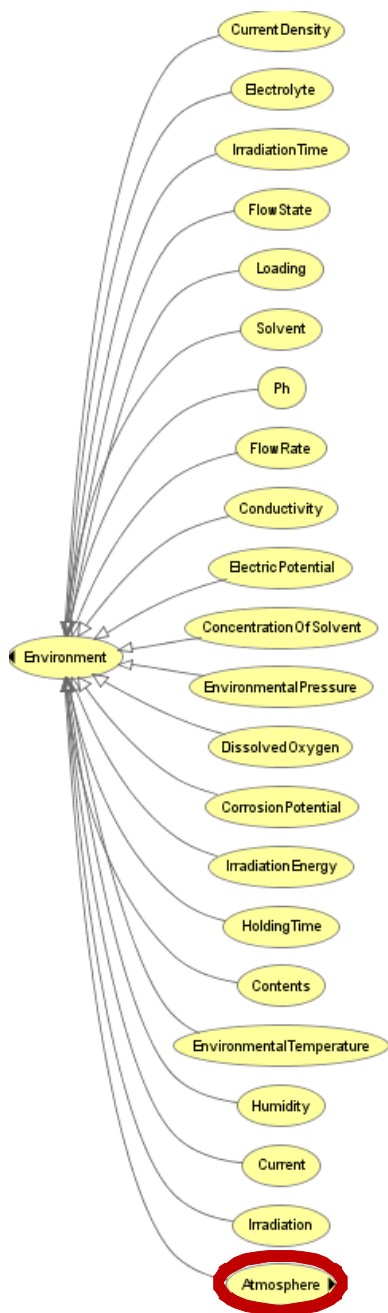 CurrentDensity
Electrolyte
IrradiationTime
FlowState
Loading
Solvent
Ph
FlowRate
Conductivity
ElectricPotential
ConcentrationOfSolvent
Environment
EnvironmentalPressure
DissolvedOxygen
CorrosionPotential
IrradiationEnergy
HoldingTime
Contents
EnvironmentalTemperature
Humidity
Current
Irradiation
Atmosphere